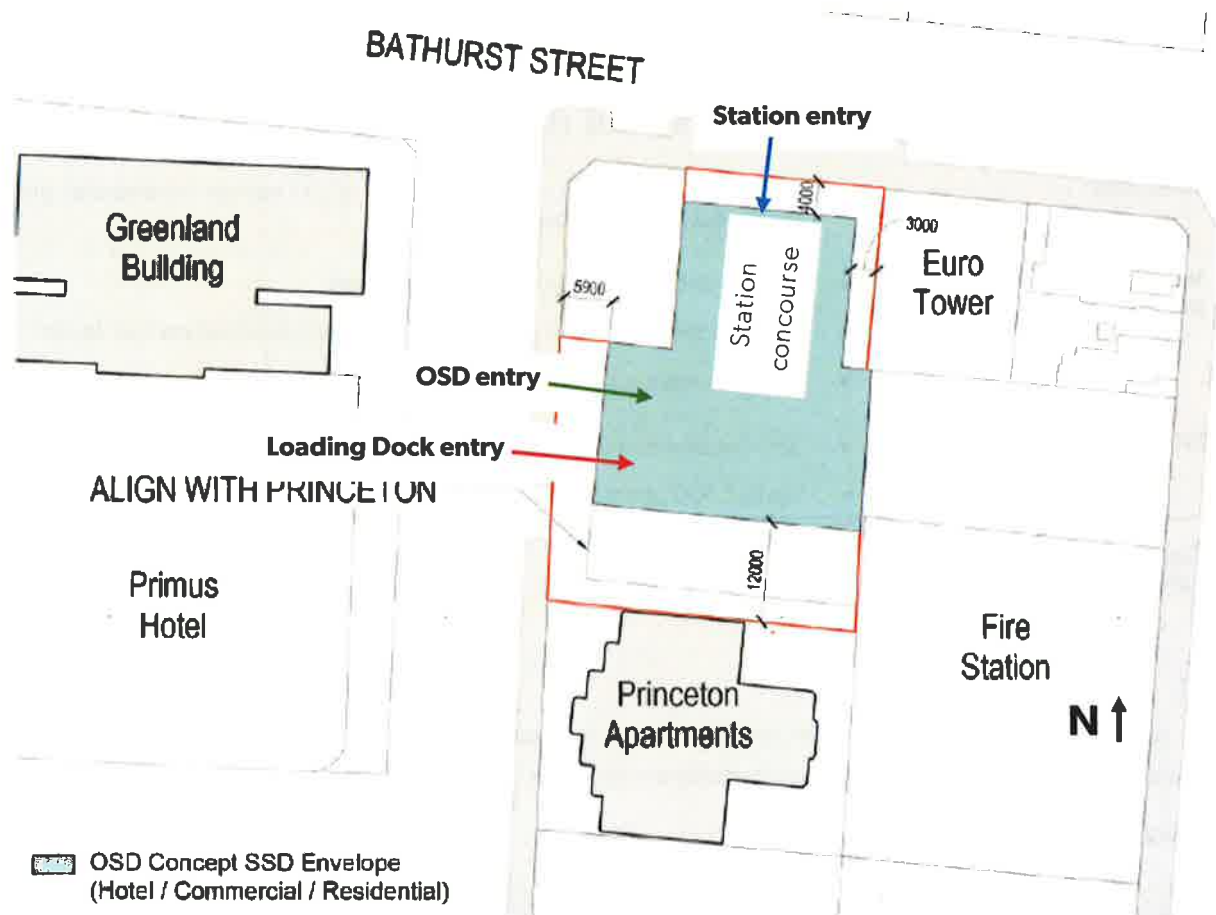 BATHURST STREET
Station entry
4000
3000
Greenland
Building
Euro
Tower
5900
Station
concourse
OSD entry
Loading Dock entry
ALIGN WITH PRINCETON
12000
Primus
Hotel
Fire
Station
Princeton
Apartments
N
OSD Concept SSD Envelope
(Hotel / Commercial / Residential)